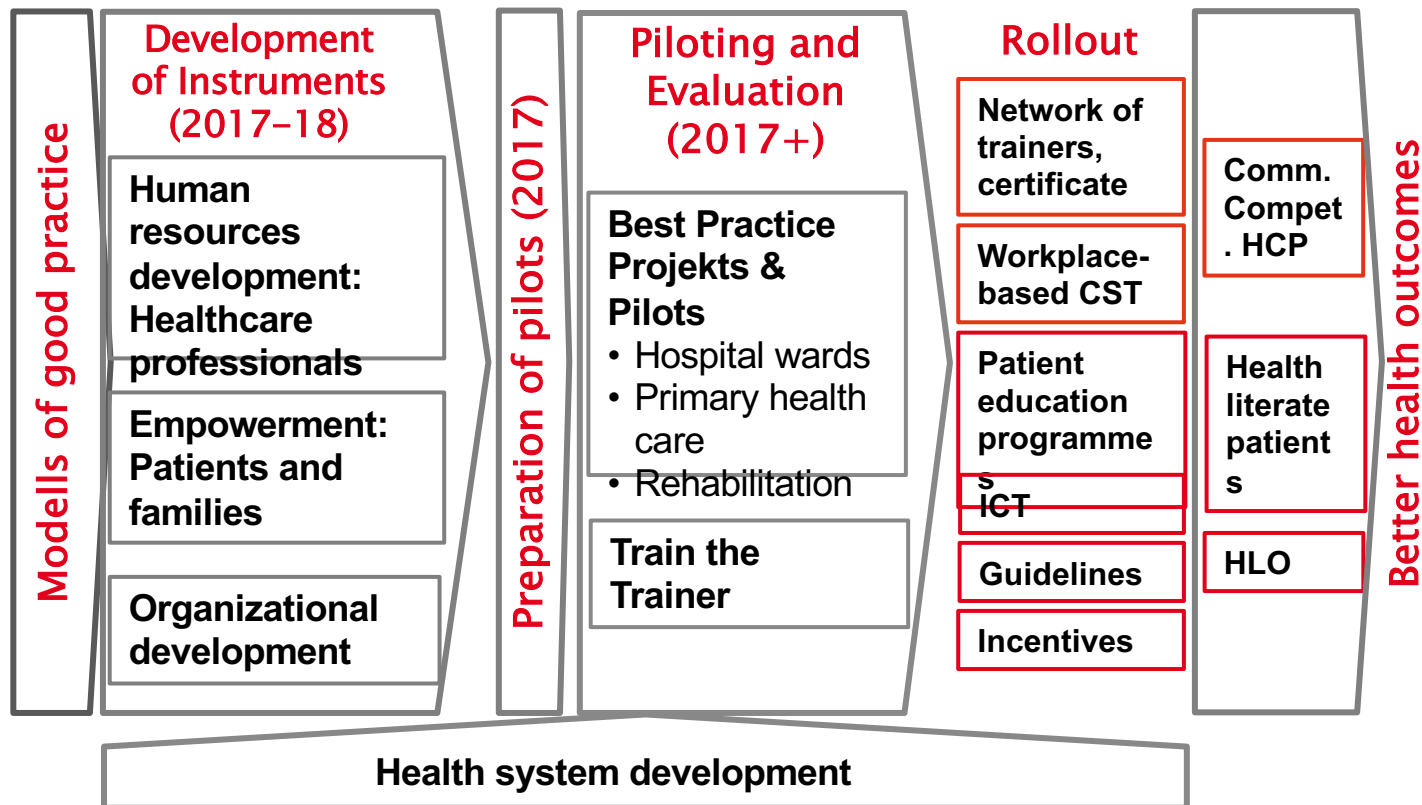 Modells of good practice
Development
of Instruments
(2017–18)
Human
resources
development:
Healthcare
professionals
Empowerment:
Patients and
families
Organizational
development
Preparation of pilots (2017)
Piloting and
Evaluation
(2017+)
Best Practice
Projekts &
Pilots
• Hospital wards
• Primary health
care
• Rehabilitation
Train the
Trainer
Rollout
Network of
trainers,
certificate
Workplace-
based CST
Patient
education
programme
s
ICT
Guidelines
Incentives
Comm.
Compet
. HCP
Health
literate
patient
s
HLO
Better health outcomes
Health system development